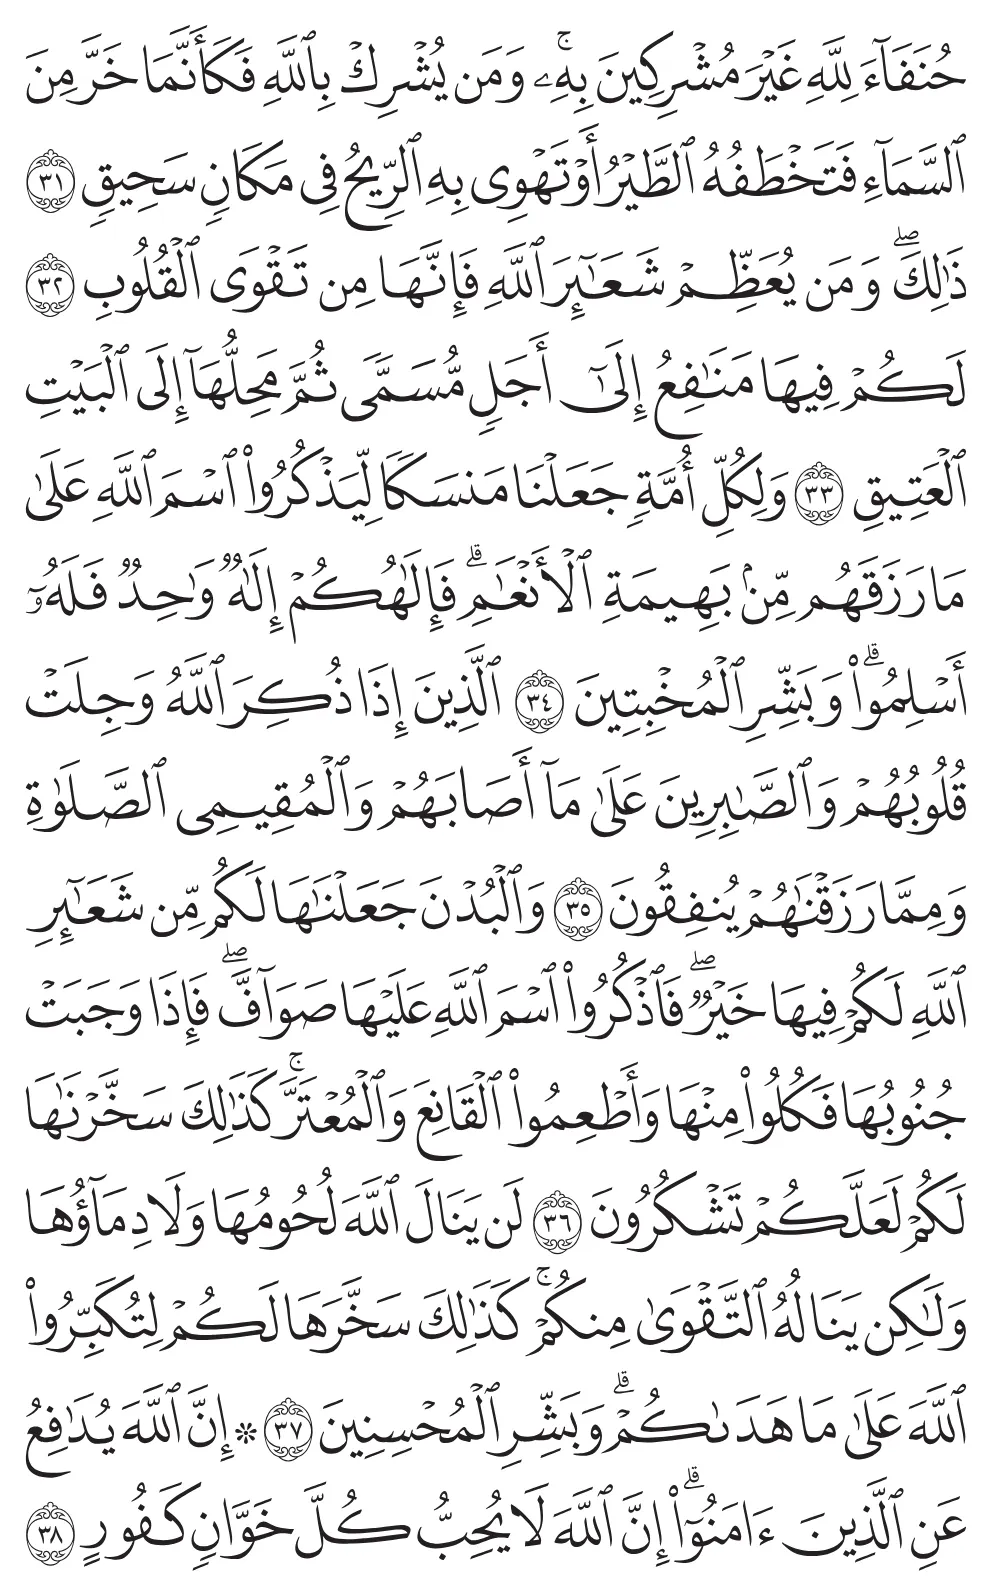 حُنَفَآءَ لِلَّهِ غَيْرَ مُشْرِكِينَ بِهِۦۚ وَمَن يُشْرِكْ بِٱللَّهِ فَكَأَنَّمَا خَرَّ مِنَ
ٱلسَّمَآءِ فَتَخْطَفُهُ ٱلطَّيْرُ أَوْ تَهْوِى بِهِ ٱلرِّيحُ فِى مَكَانٍ سَحِيقٍ ٣١
ذَٰلِكَۖ وَمَن يُعَظِّمْ شَعَـٰٓئِرَ ٱللَّهِ فَإِنَّهَا مِن تَقْوَى ٱلْقُلُوبِ ٣٢
لَكُمْ فِيهَا مَنَـٰفِعُ إِلَىٰٓ أَجَلٍ مُّسَمًّى ثُمَّ مَحِلُّهَآ إِلَى ٱلْبَيْتِ
ٱلْعَتِيقِ ٣٣ وَلِكُلِّ أُمَّةٍ جَعَلْنَا مَنسَكًا لِّيَذْكُرُوا۟ ٱسْمَ ٱللَّهِ عَلَىٰ
مَا رَزَقَهُم مِّنۢ بَهِيمَةِ ٱلْأَنْعَـٰمِۗ فَإِلَـٰهُكُمْ إِلَـٰهٌ وَٰحِدٌ فَلَهُۥٓ
أَسْلِمُوا۟ۗ وَبَشِّرِ ٱلْمُخْبِتِينَ ٣٤ ٱلَّذِينَ إِذَا ذُكِرَ ٱللَّهُ وَجِلَتْ
قُلُوبُهُمْ وَٱلصَّـٰبِرِينَ عَلَىٰ مَآ أَصَابَهُمْ وَٱلْمُقِيمِى ٱلصَّلَوٰةِ
وَمِمَّا رَزَقْنَـٰهُمْ يُنفِقُونَ ٣٥ وَٱلْبُدْنَ جَعَلْنَـٰهَا لَكُم مِّن شَعَـٰٓئِرِ
ٱللَّهِ لَكُمْ فِيهَا خَيْرٌۖ فَٱذْكُرُوا۟ ٱسْمَ ٱللَّهِ عَلَيْهَا صَوَآفَّۖ فَإِذَا وَجَبَتْ
جُنُوبُهَا فَكُلُوا۟ مِنْهَا وَأَطْعِمُوا۟ ٱلْقَانِعَ وَٱلْمُعْتَرَّۚ كَذَٰلِكَ سَخَّرْنَـٰهَا
لَكُمْ لَعَلَّكُمْ تَشْكُرُونَ ٣٦ لَن يَنَالَ ٱللَّهَ لُحُومُهَا وَلَا دِمَآؤُهَا
وَلَـٰكِن يَنَالُهُ ٱلتَّقْوَىٰ مِنكُمْۚ كَذَٰلِكَ سَخَّرَهَا لَكُمْ لِتُكَبِّرُوا۟
ٱللَّهَ عَلَىٰ مَا هَدَىٰكُمْۗ وَبَشِّرِ ٱلْمُحْسِنِينَ ٣٧ * إِنَّ ٱللَّهَ يُدَٰفِعُ
عَنِ ٱلَّذِينَ ءَامَنُوٓا۟ۗ إِنَّ ٱللَّهَ لَا يُحِبُّ كُلَّ خَوَّانٍ كَفُورٍ ٣٨